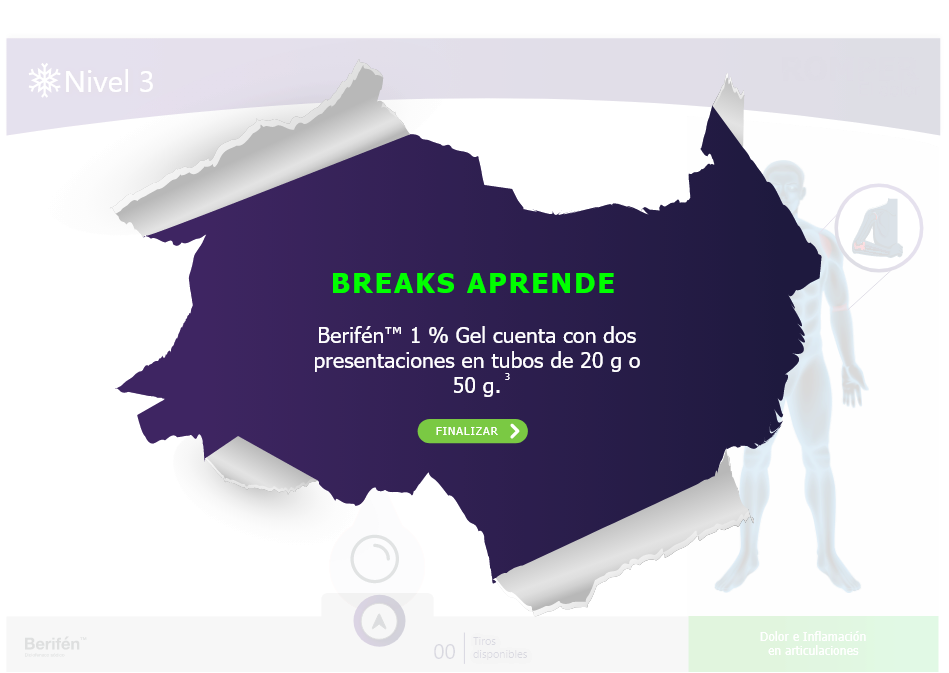 Nivel 3
BREAKS APRENDE
Berifén™ 1 % Gel cuenta con dos
presentaciones en tubos de 20 g o
50 g.³
FINALIZAR
Berifén™
00
Tiros
disponibles
Dolor e Inflamación
en articulaciones